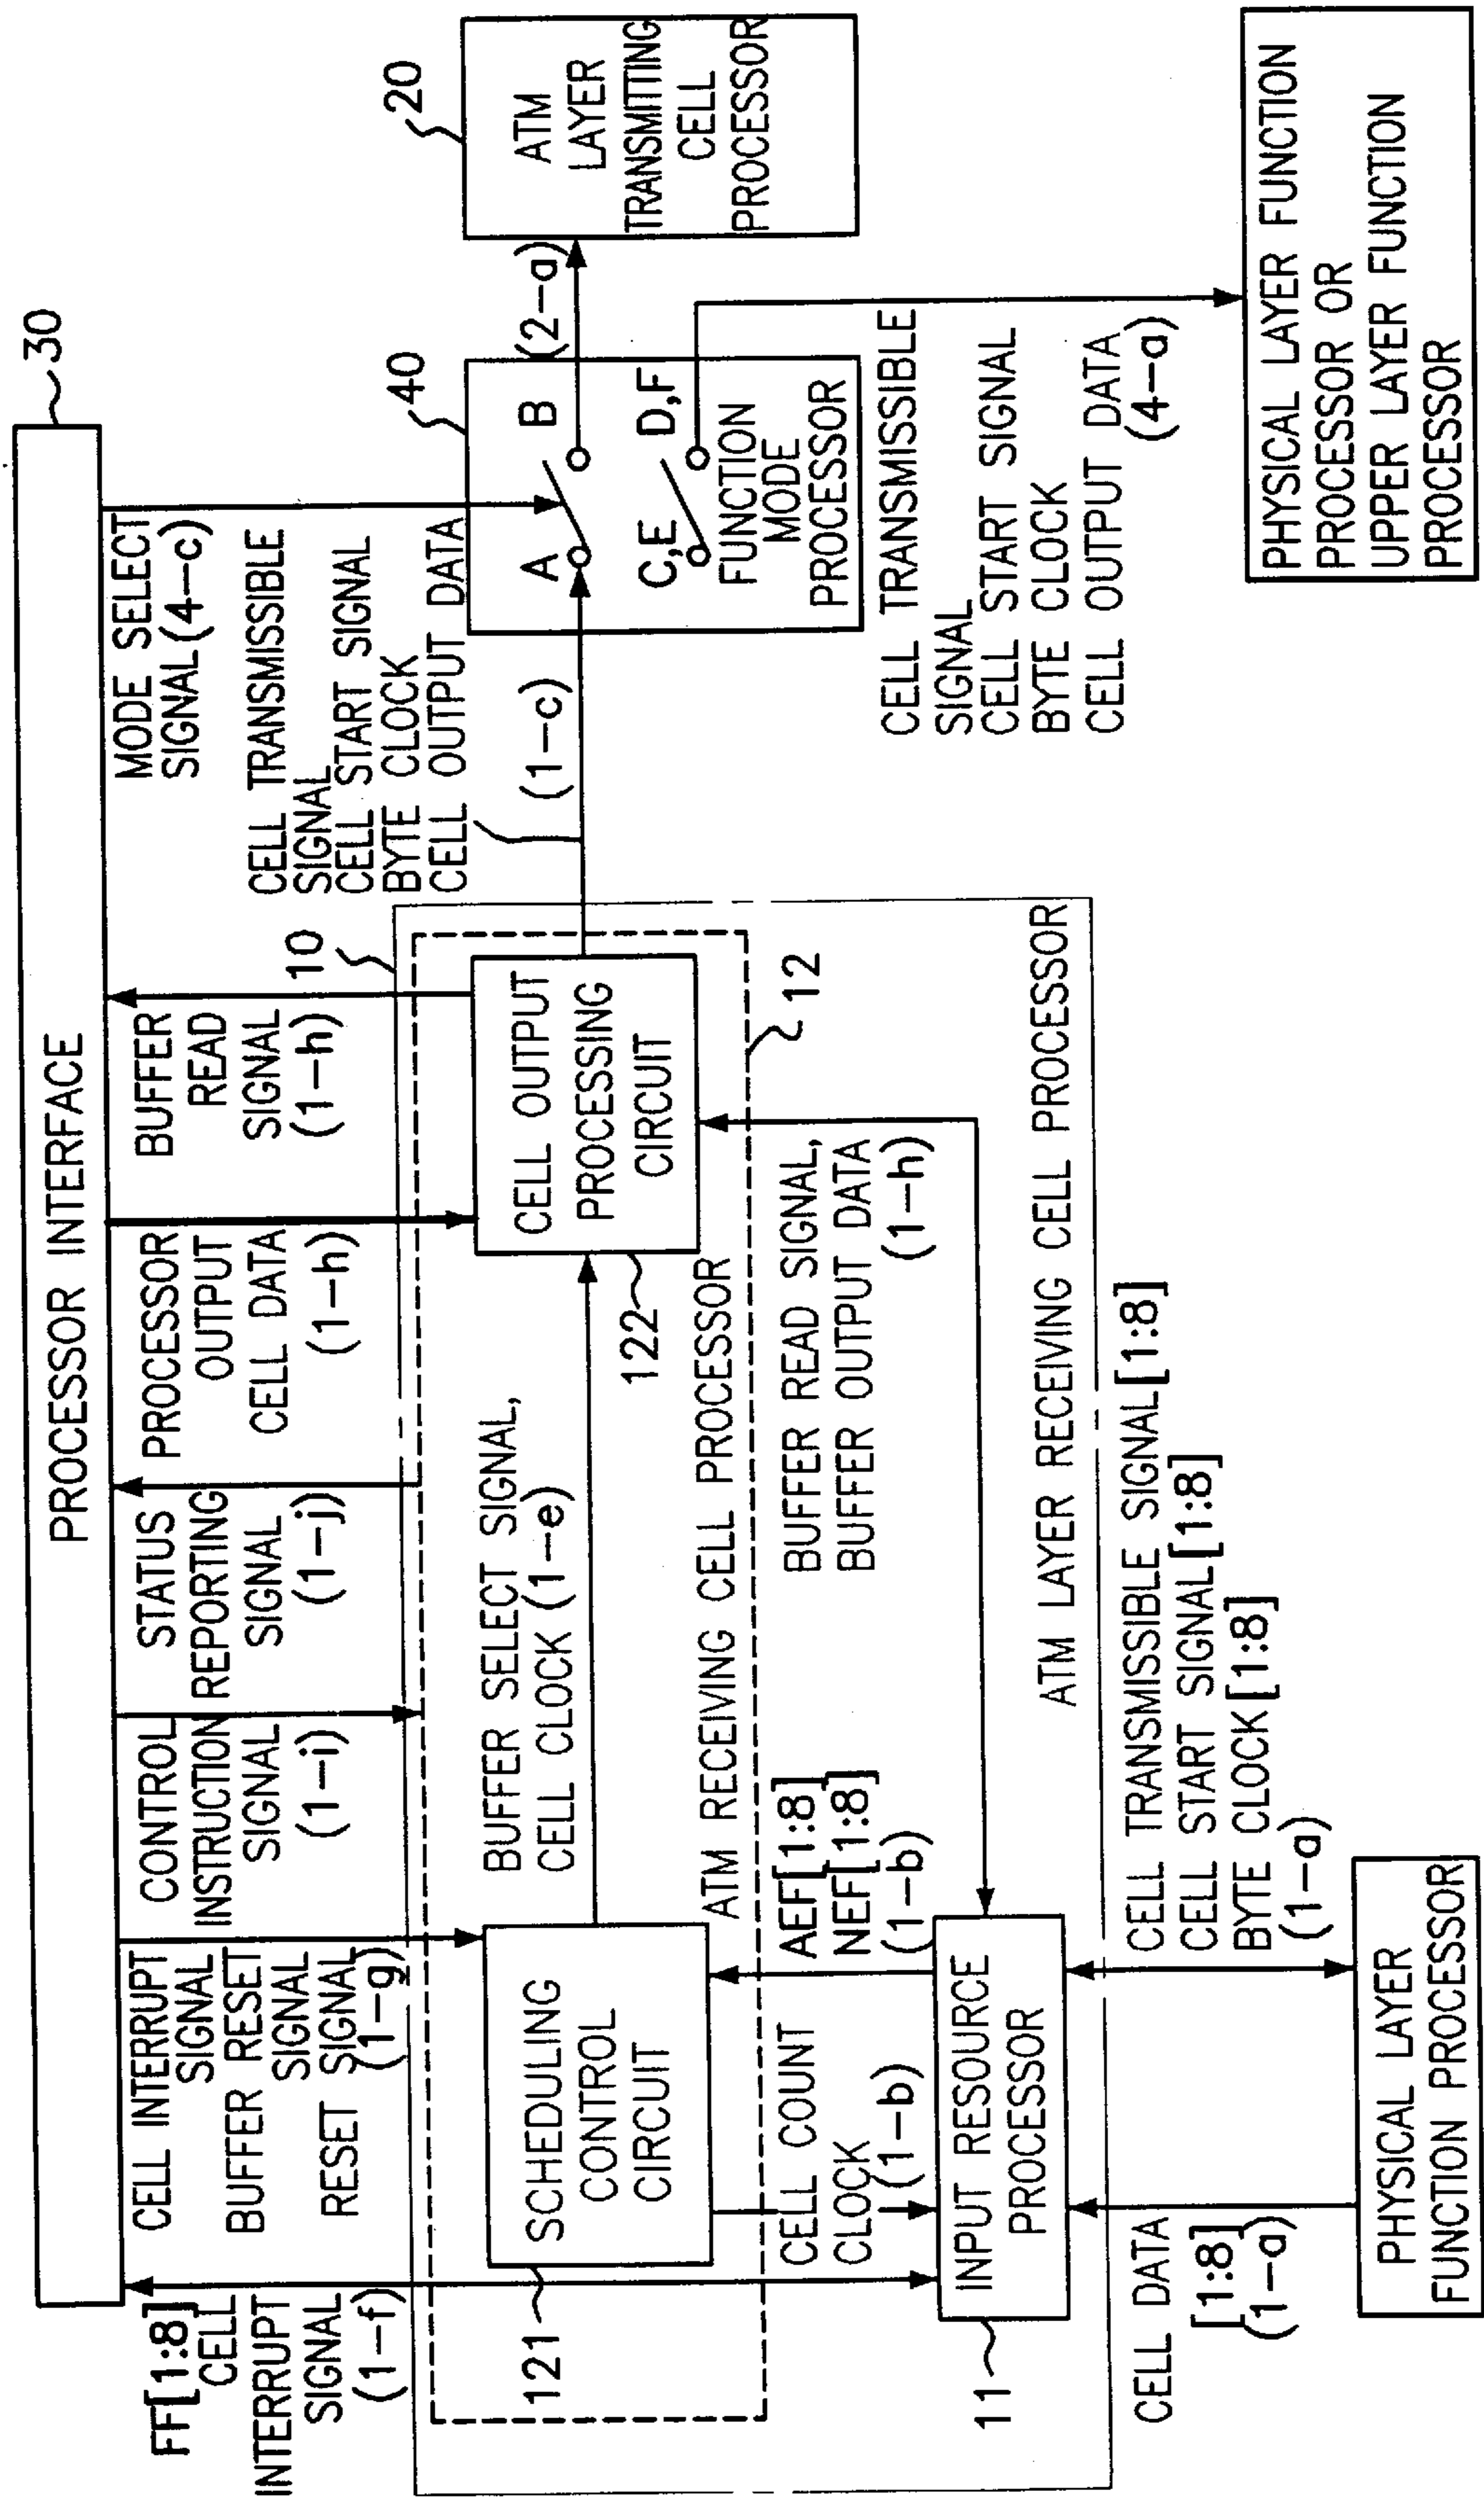 30
PROCESSOR INTERFACE
FF[1:8]
CELL
INTERRUPT
SIGNAL
(1-f)
CELL INTERRUPT
SIGNAL
BUFFER RESET
SIGNAL
RESET SIGNAL
(1-g)
CONTROL
INSTRUCTION
SIGNAL
(1-i)
STATUS
REPORTING
SIGNAL
(1-j)
PROCESSOR
OUTPUT
CELL DATA
(1-h)
BUFFER
READ
SIGNAL
(1-h)
10
MODE SELECT
SIGNAL(4-c)
CELL TRANSMISSIBLE
SIGNAL
CELL START SIGNAL
BYTE CLOCK
CELL OUTPUT DATA
(1-c)
40
A
B
C,E
D,F
FUNCTION
MODE
PROCESSOR
(2-a)
20
ATM
LAYER
TRANSMITTING
CELL
PROCESSOR
121
SCHEDULING
CONTROL
CIRCUIT
BUFFER SELECT SIGNAL,
CELL CLOCK(1-e)
122
CELL OUTPUT
PROCESSING
CIRCUIT
12
ATM RECEIVING CELL PROCESSOR
CELL COUNT
CLOCK
(1-b)
AEF[1:8]
NEF[1:8]
(1-b)
BUFFER READ SIGNAL,
BUFFER OUTPUT DATA
(1-h)
CELL TRANSMISSIBLE
SIGNAL
CELL START SIGNAL
BYTE CLOCK
CELL OUTPUT DATA
(4-a)
11
INPUT RESOURCE
PROCESSOR
ATM LAYER RECEIVING CELL PROCESSOR
CELL DATA
[1:8]
(1-a)
CELL TRANSMISSIBLE SIGNAL[1:8]
CELL START SIGNAL[1:8]
BYTE CLOCK[1:8]
(1-a)
PHYSICAL LAYER
FUNCTION PROCESSOR
PHYSICAL LAYER FUNCTION
PROCESSOR OR
UPPER LAYER FUNCTION
PROCESSOR